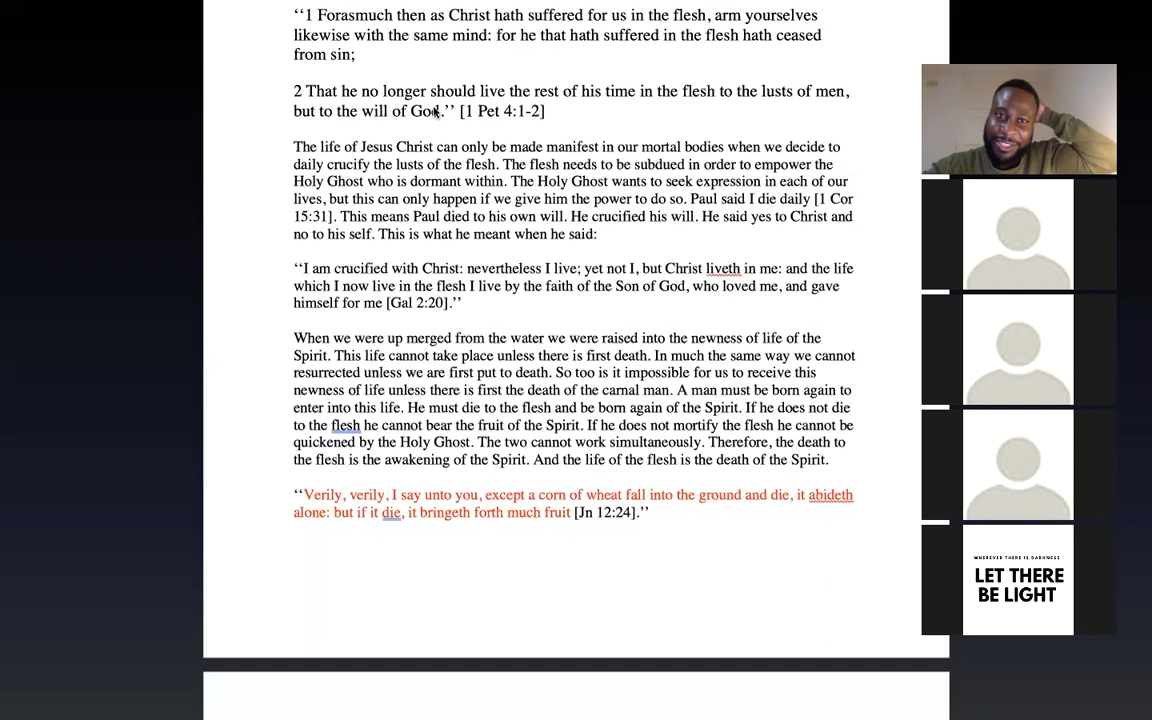 ‘‘1 Forasmuch then as Christ hath suffered for us in the flesh, arm yourselves
likewise with the same mind: for he that hath suffered in the flesh hath ceased
from sin;
2 That he no longer should live the rest of his time in the flesh to the lusts of men,
but to the will of God.’’ [1 Pet 4:1-2]
The life of Jesus Christ can only be made manifest in our mortal bodies when we decide to
daily crucify the lusts of the flesh. The flesh needs to be subdued in order to empower the
Holy Ghost who is dormant within. The Holy Ghost wants to seek expression in each of our
lives, but this can only happen if we give him the power to do so. Paul said I die daily [1 Cor
15:31]. This means Paul died to his own will. He crucified his will. He said yes to Christ and
no to his self. This is what he meant when he said:
‘‘I am crucified with Christ: nevertheless I live; yet not I, but Christ liveth in me: and the life
which I now live in the flesh I live by the faith of the Son of God, who loved me, and gave
himself for me [Gal 2:20].’’
When we were up merged from the water we were raised into the newness of life of the
Spirit. This life cannot take place unless there is first death. In much the same way we cannot
resurrected unless we are first put to death. So too is it impossible for us to receive this
newness of life unless there is first the death of the carnal man. A man must be born again to
enter into this life. He must die to the flesh and be born again of the Spirit. If he does not die
to the flesh he cannot bear the fruit of the Spirit. If he does not mortify the flesh he cannot be
quickened by the Holy Ghost. The two cannot work simultaneously. Therefore, the death to
the flesh is the awakening of the Spirit. And the life of the flesh is the death of the Spirit.
‘‘Verily, verily, I say unto you, except a corn of wheat fall into the ground and die, it abideth
alone: but if it die, it bringeth forth much fruit [Jn 12:24].’’
WHEREVER THERE IS DARKNESS
LET THERE
BE LIGHT